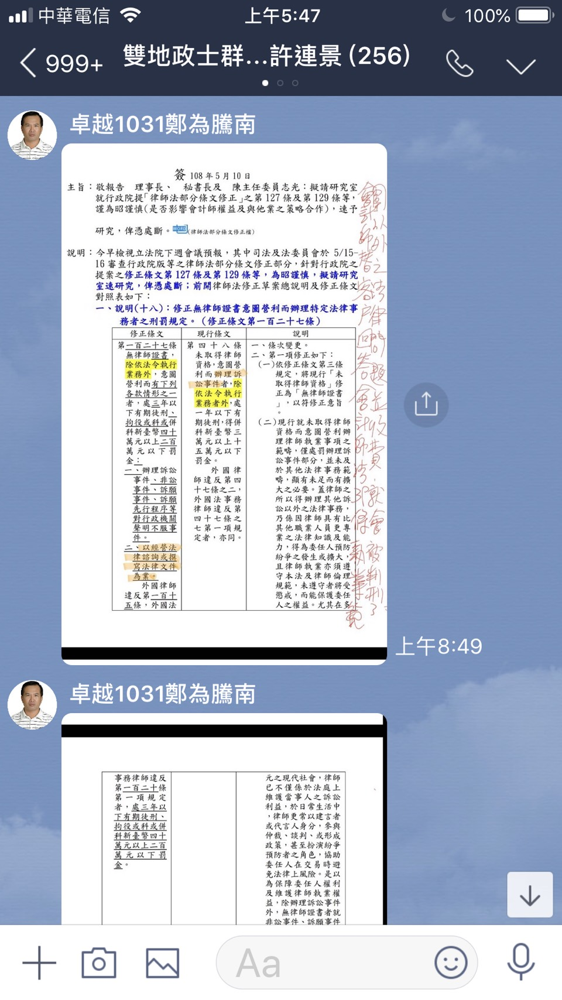 中華電信
上午5:47
100%
999+
雙地政士群...許連景 (256)
卓越1031鄭為騰南
簽 108 年 5 月 10 日
主旨：敬報告 理事長、 秘書長及 陳主任委員志光：擬請研究室
就行政院提「律師法部分條文修正」之第 127 條及第 129 條等，
謹為昭謹慎(是否影響會計師權益及與他業之策略合作)，速予
研究，俾憑處斷。WORD(律師法部分條文修正檔)
說明：今早檢視立法院下週會議預報，其中司法及法委員會於 5/15-
16 審查行政院版等之律師法部分條文修正部分，針對行政院之
提案之修正條文第 127 條及第 129 條等，為昭謹慎，擬請研究
室速研究，俾憑處斷；前開律師法修正草案總說明及修正條文
對照表如下：
一、說明(十八)：修正無律師證書意圖營利而辦理特定法律事
務者之刑罰規定。（修正條文第一百二十七條）
修正條文
第一百二十七條
無律師證書，
除依法令執行
業務外，意圖
營利而有下列
各款情形之一
者，處三年以
下有期徒刑、
拘役或科或併
科新臺幣四十
萬元以上二百
萬元以下罰
金：
一、辦理訴訟
事件、非訟
事件、訴願
事件、訴願
先行程序等
對行政機關
聲明不服事
件。
二、以經營法
律諮詢或撰
寫法律文件
為業。
外國律師
違反第一百十
五條，外國法
現行條文
第四十八條
未取得律師
資格，意圖營
利而辦理訴
訟事件者，除
依法令執行
業務者外，處
一年以下有
期徒刑，得併
科新臺幣三
萬元以上十
五萬元以下
罰金。
外國律
師違反第四
十七條之二，
外國法事務
律師違反第
四十七條之
七第一項規
定者，亦同。
說明
一、條次變更。
二、第一項修正如下：
(一)依修正條文第三條
規定，將現行「未
取得律師資格」修
正為「無律師證書
」，以符修正意旨
。
(二)現行就未取得律師
資格而意圖營利辦
理律師執業事項之
範疇，僅處罰辦理訴
訟事件部分，並未及
於其他法律事務範
疇，顯有未足而有擴
大之必要。蓋律師之
所以得辦理其他訴
訟以外之法律事務，
乃係因律師具有比
其他職業人員更專
業之法律知識及能
力，得為委任人預防
紛爭之發生或擴大，
且律師執業亦須遵
守本法及律師倫理
規範，未遵守者將受
懲戒，而能保護委任
人之權益。尤其在多
會計師替客戶回答會計師法
以外之法律問題並收費，就會被判刑了
上午8:49
卓越1031鄭為騰南
事務律師違反
第一百二十條
第一項規定
者，處三年以
下有期徒刑、
拘役或科或併
科新臺幣四十
萬元以上二百
萬元以下罰
金。
元之現代社會，律師
已不僅係於法庭上
維護當事人之訴訟
利益，於日常生活中
，律師更常以建言者
或代言人身分，參與
仲裁、談判、或形成
政策，甚至扮演紛爭
預防者之角色，協助
委任人在交易時避
免法律上風險。是以
為保障委任人權利
及維護律師執業權
益，除辦理訴訟事件
外，無律師證書者就
非訟事件、訴願事件
Aa